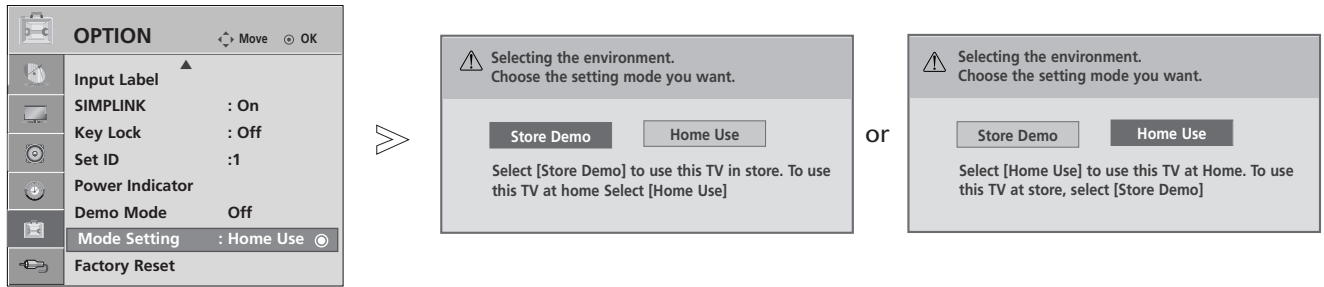 OPTION Move OK
Input Label
SIMPLINK : On
Key Lock : Off
Set ID :1
Power Indicator
Demo Mode Off
Mode Setting : Home Use
Factory Reset
Selecting the environment.
Choose the setting mode you want.
Store Demo Home Use
Select [Store Demo] to use this TV in store. To use
this TV at home Select [Home Use]
or
Selecting the environment.
Choose the setting mode you want.
Store Demo Home Use
Select [Home Use] to use this TV at Home. To use
this TV at store, select [Store Demo]